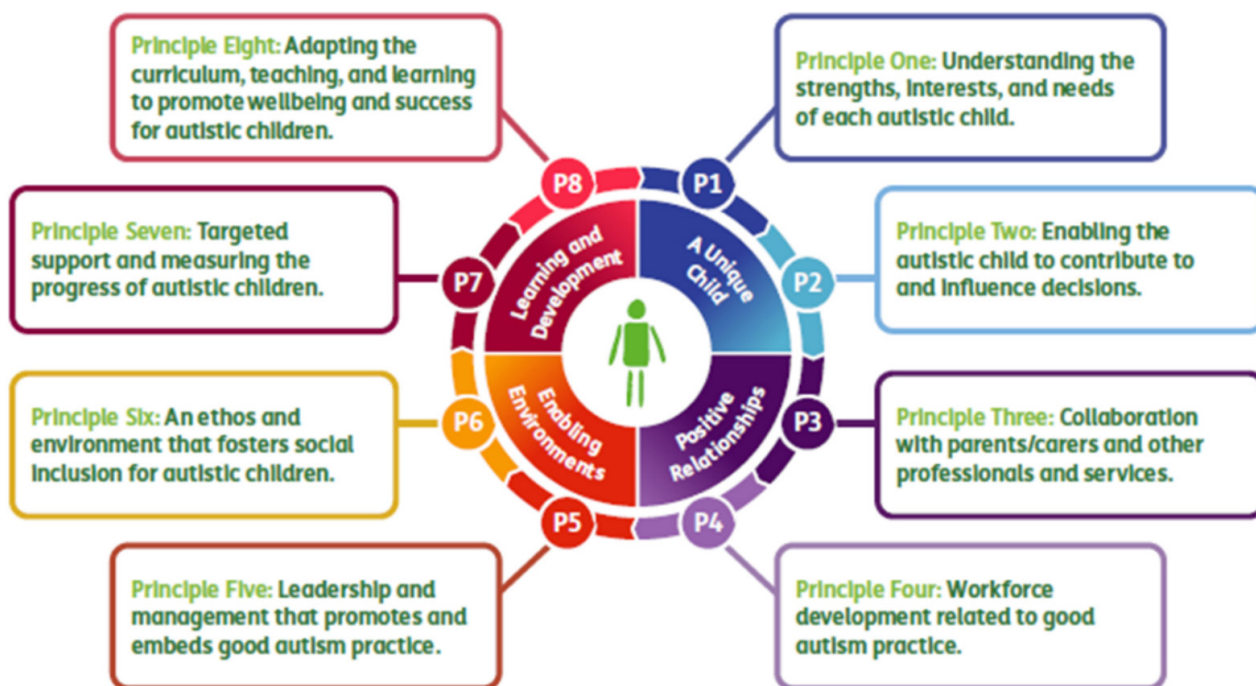 Principle Eight: Adapting the
curriculum, teaching, and learning
to promote wellbeing and success
for autistic children.
Principle One: Understanding the
strengths, interests, and needs
of each autistic child.
P8
P1
Principle Seven: Targeted
support and measuring the
progress of autistic children.
P7
Learning and
Development
A Unique
Child
P2
Principle Two: Enabling the
autistic child to contribute to
and influence decisions.
Principle Six: An ethos and
environment that fosters social
inclusion for autistic children.
P6
Enabling
Environments
Positive
Relationships
P3
Principle Three: Collaboration
with parents/carers and other
professionals and services.
P5
P4
Principle Five: Leadership and
management that promotes and
embeds good autism practice.
Principle Four: Workforce
development related to good
autism practice.